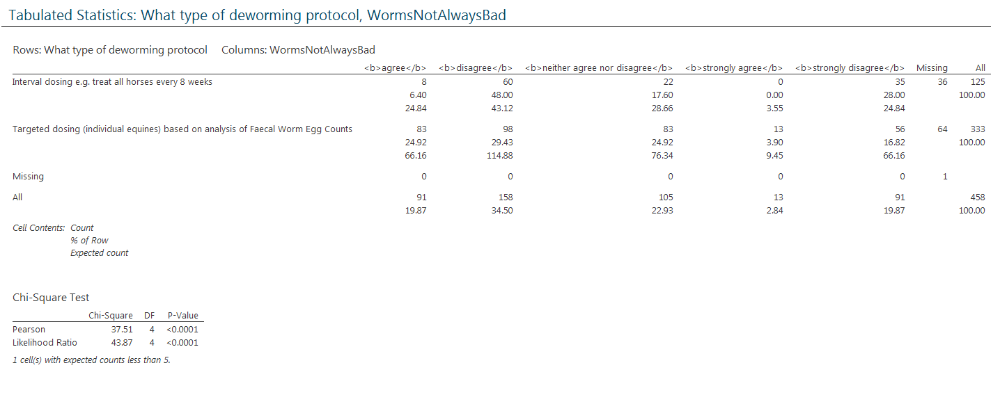 Tabulated Statistics: What type of deworming protocol, WormsNotAlwaysBad
Rows: What type of deworming protocol Columns: WormsNotAlwaysBad
<b>agree</b> <b>disagree</b> <b>neither agree nor disagree</b> <b>strongly agree</b> <b>strongly disagree</b> Missing All
Interval dosing e.g. treat all horses every 8 weeks 8 60 22 0 35 36 125
6.40 48.00 17.60 0.00 28.00 100.00
24.84 43.12 28.66 3.55 24.84
Targeted dosing (individual equines) based on analysis of Faecal Worm Egg Counts 83 98 83 13 56 64 333
24.92 29.43 24.92 3.90 16.82 100.00
66.16 114.88 76.34 9.45 66.16
Missing 0 0 0 0 0 1
All 91 158 105 13 91 458
19.87 34.50 22.93 2.84 19.87 100.00
Cell Contents: Count
% of Row
Expected count
Chi-Square Test
Chi-Square DF P-Value
Pearson 37.51 4 <0.0001
Likelihood Ratio 43.87 4 <0.0001
1 cell(s) with expected counts less than 5.